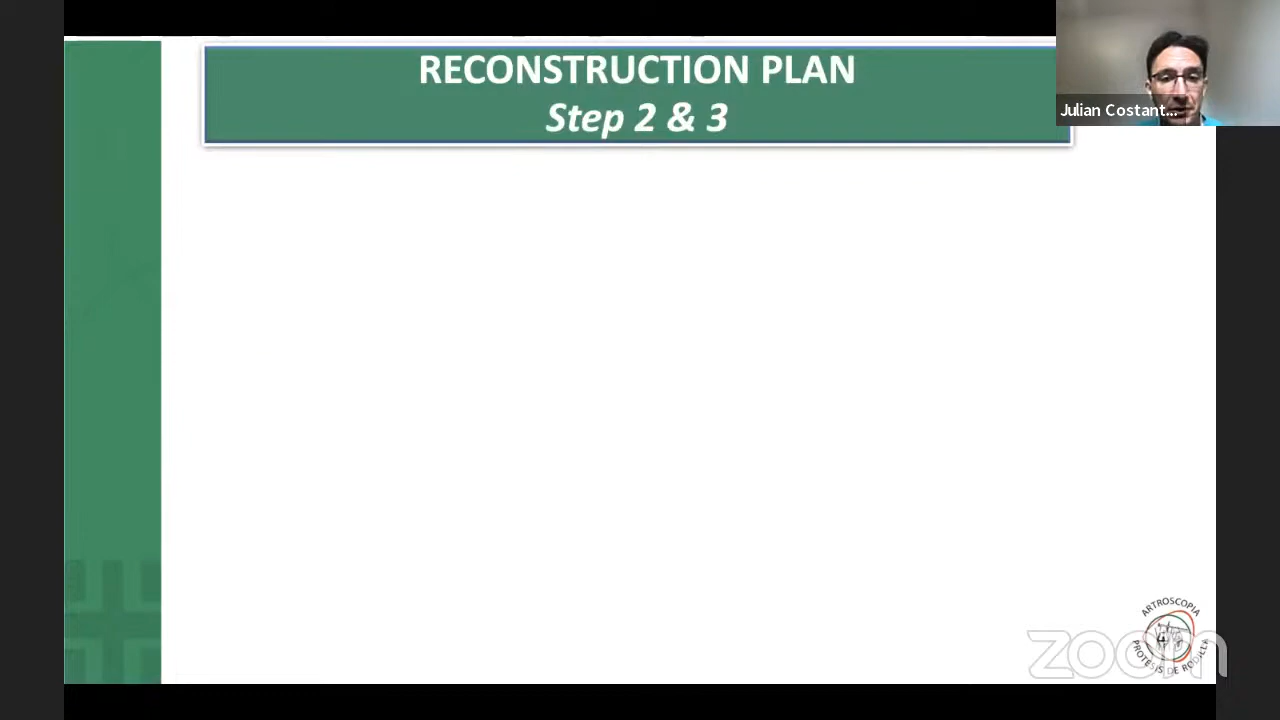 RECONSTRUCTION PLAN
Step 2 & 3
Julian Costant...
ARTROSCOPIA
PROTESIS DE RODILLA
zoom